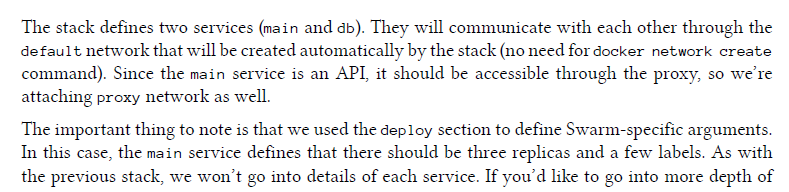 The stack defines two services (main and db). They will communicate with each other through the
default network that will be created automatically by the stack (no need for docker network create
command). Since the main service is an API, it should be accessible through the proxy, so we’re
attaching proxy network as well.
The important thing to note is that we used the deploy section to define Swarm-specific arguments.
In this case, the main service defines that there should be three replicas and a few labels. As with
the previous stack, we won’t go into details of each service. If you’d like to go into more depth of